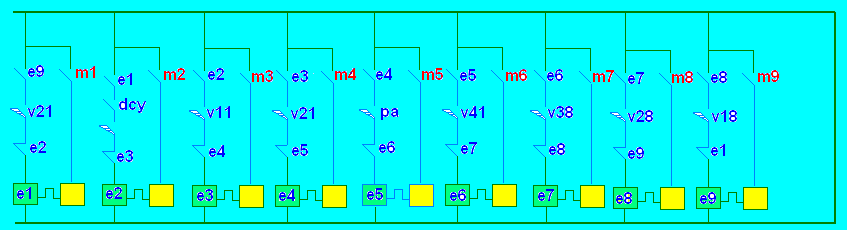 e9 m1 e1 m2 e2 m3 e3 m4 e4 m5 e5 m6 e6 m7 e7 m8 e8 m9
v21 dcy v11 v21 pa v41 v38 v28 v18
e2 e3 e4 e5 e6 e7 e8 e9 e1
e1 e2 e3 e4 e5 e6 e7 e8 e9